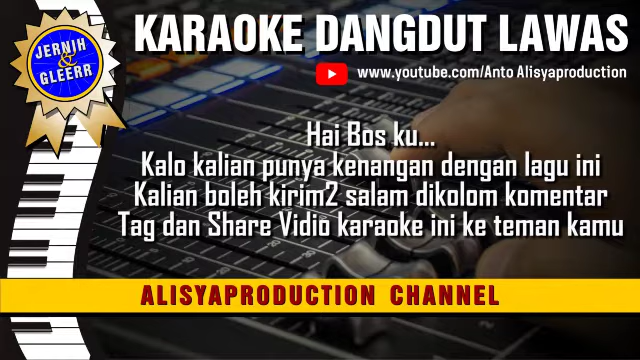 KARAOKE DANGDUT LAWAS
JERNIH
&
GLEERR
www.youtube.com/Anto Alisyaproduction
Hai Bos ku...
Kalo kalian punya kenangan dengan lagu ini
Kalian boleh kirim2 salam dikolom komentar
Tag dan Share Vidio karaoke ini ke teman kamu
ALISYAPRODUCTION CHANNEL